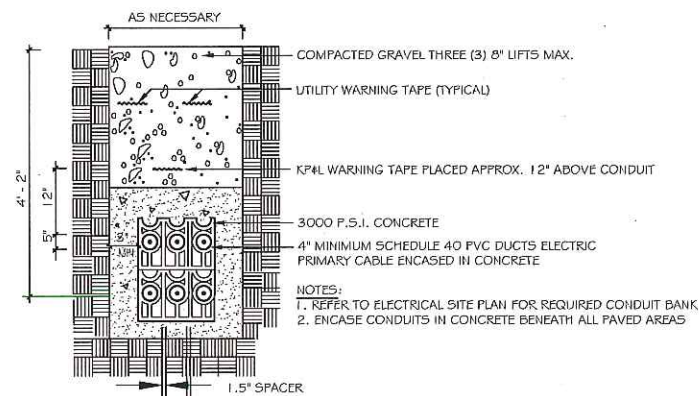 AS NECESSARY
COMPACTED GRAVEL THREE (3) 8" LIFTS MAX.
UTILITY WARNING TAPE (TYPICAL)
KP&L WARNING TAPE PLACED APPROX. 12" ABOVE CONDUIT
4'-2"
12"
5"
3000 P.S.I. CONCRETE
4" MINIMUM SCHEDULE 40 PVC DUCTS ELECTRIC
PRIMARY CABLE ENCASED IN CONCRETE
NOTES:
1. REFER TO ELECTRICAL SITE PLAN FOR REQUIRED CONDUIT BANK
2. ENCASE CONDUITS IN CONCRETE BENEATH ALL PAVED AREAS
1.5" SPACER